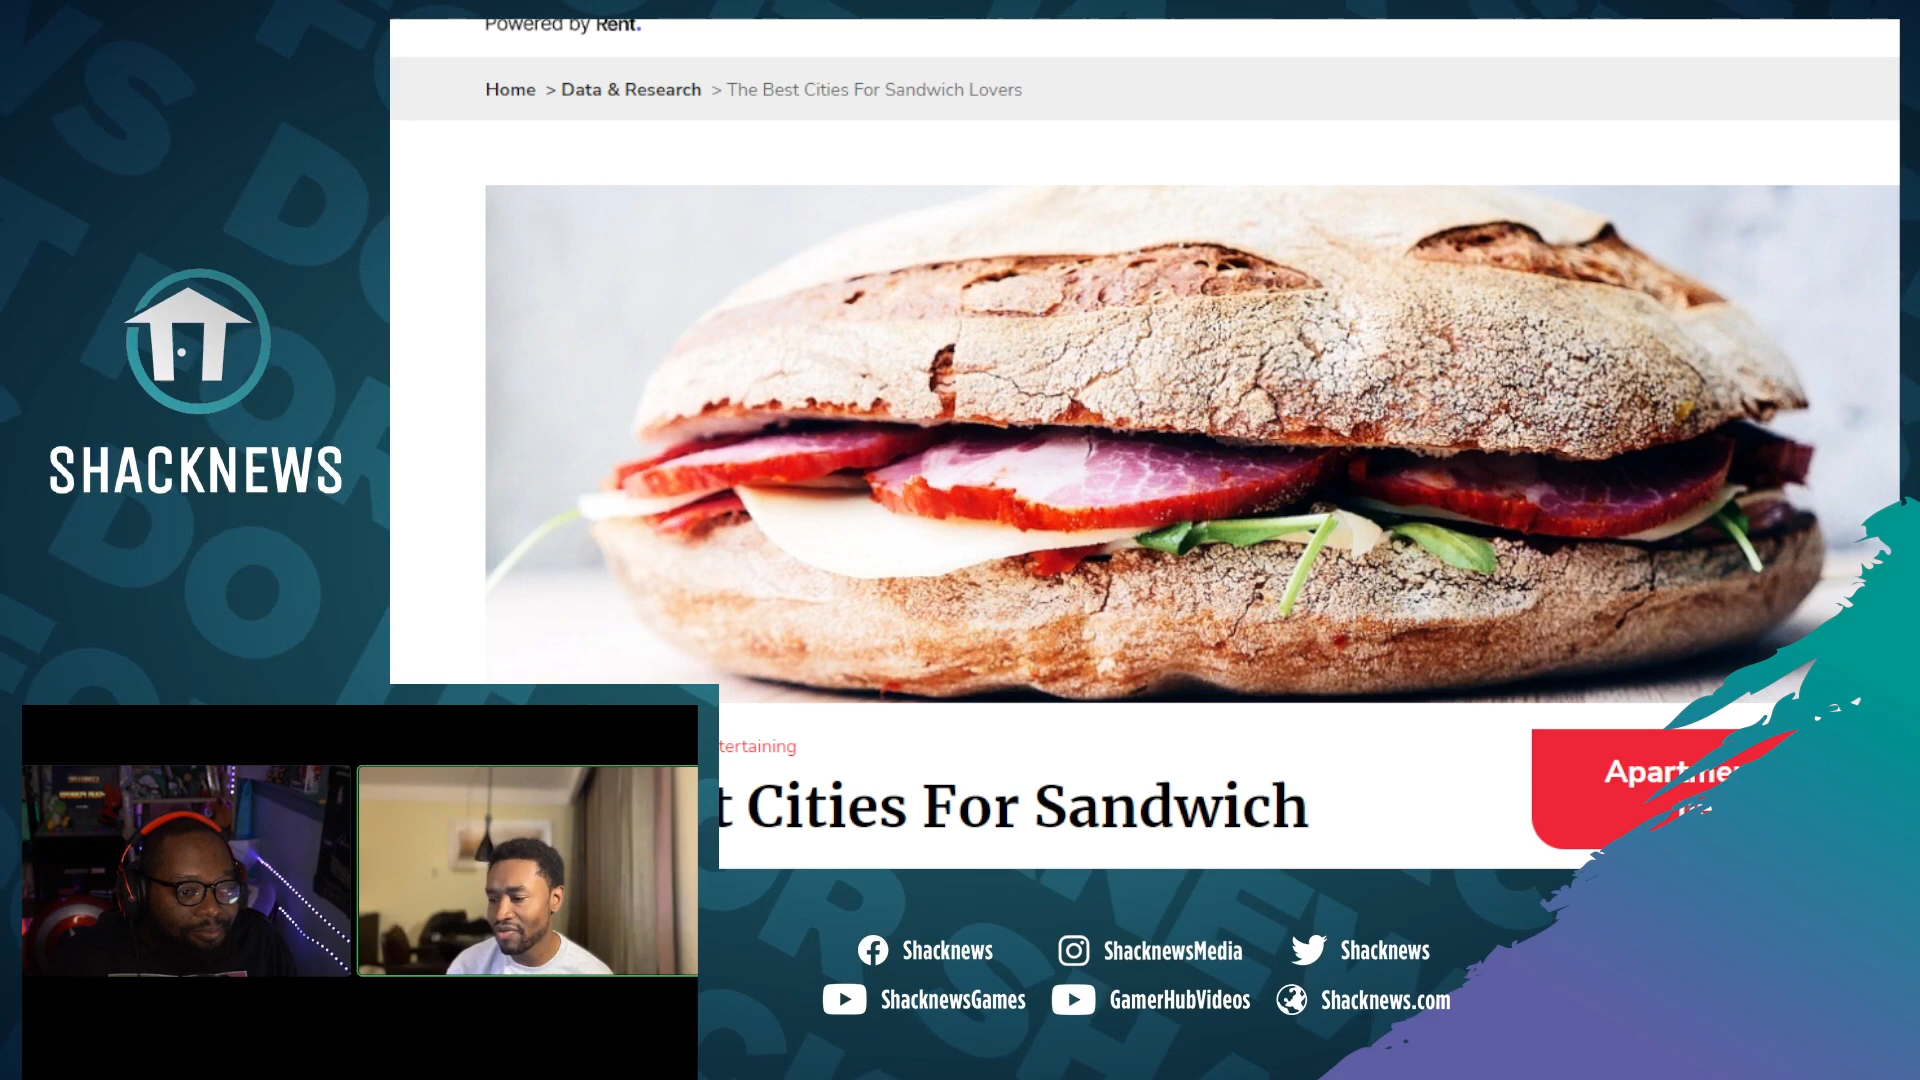 Powered by Rent.
Home > Data & Research > The Best Cities For Sandwich Lovers
SHACKNEWS
tertaining
t Cities For Sandwich
Apartmen
Shacknews
ShacknewsMedia
Shacknews
ShacknewsGames
GamerHubVideos
Shacknews.com